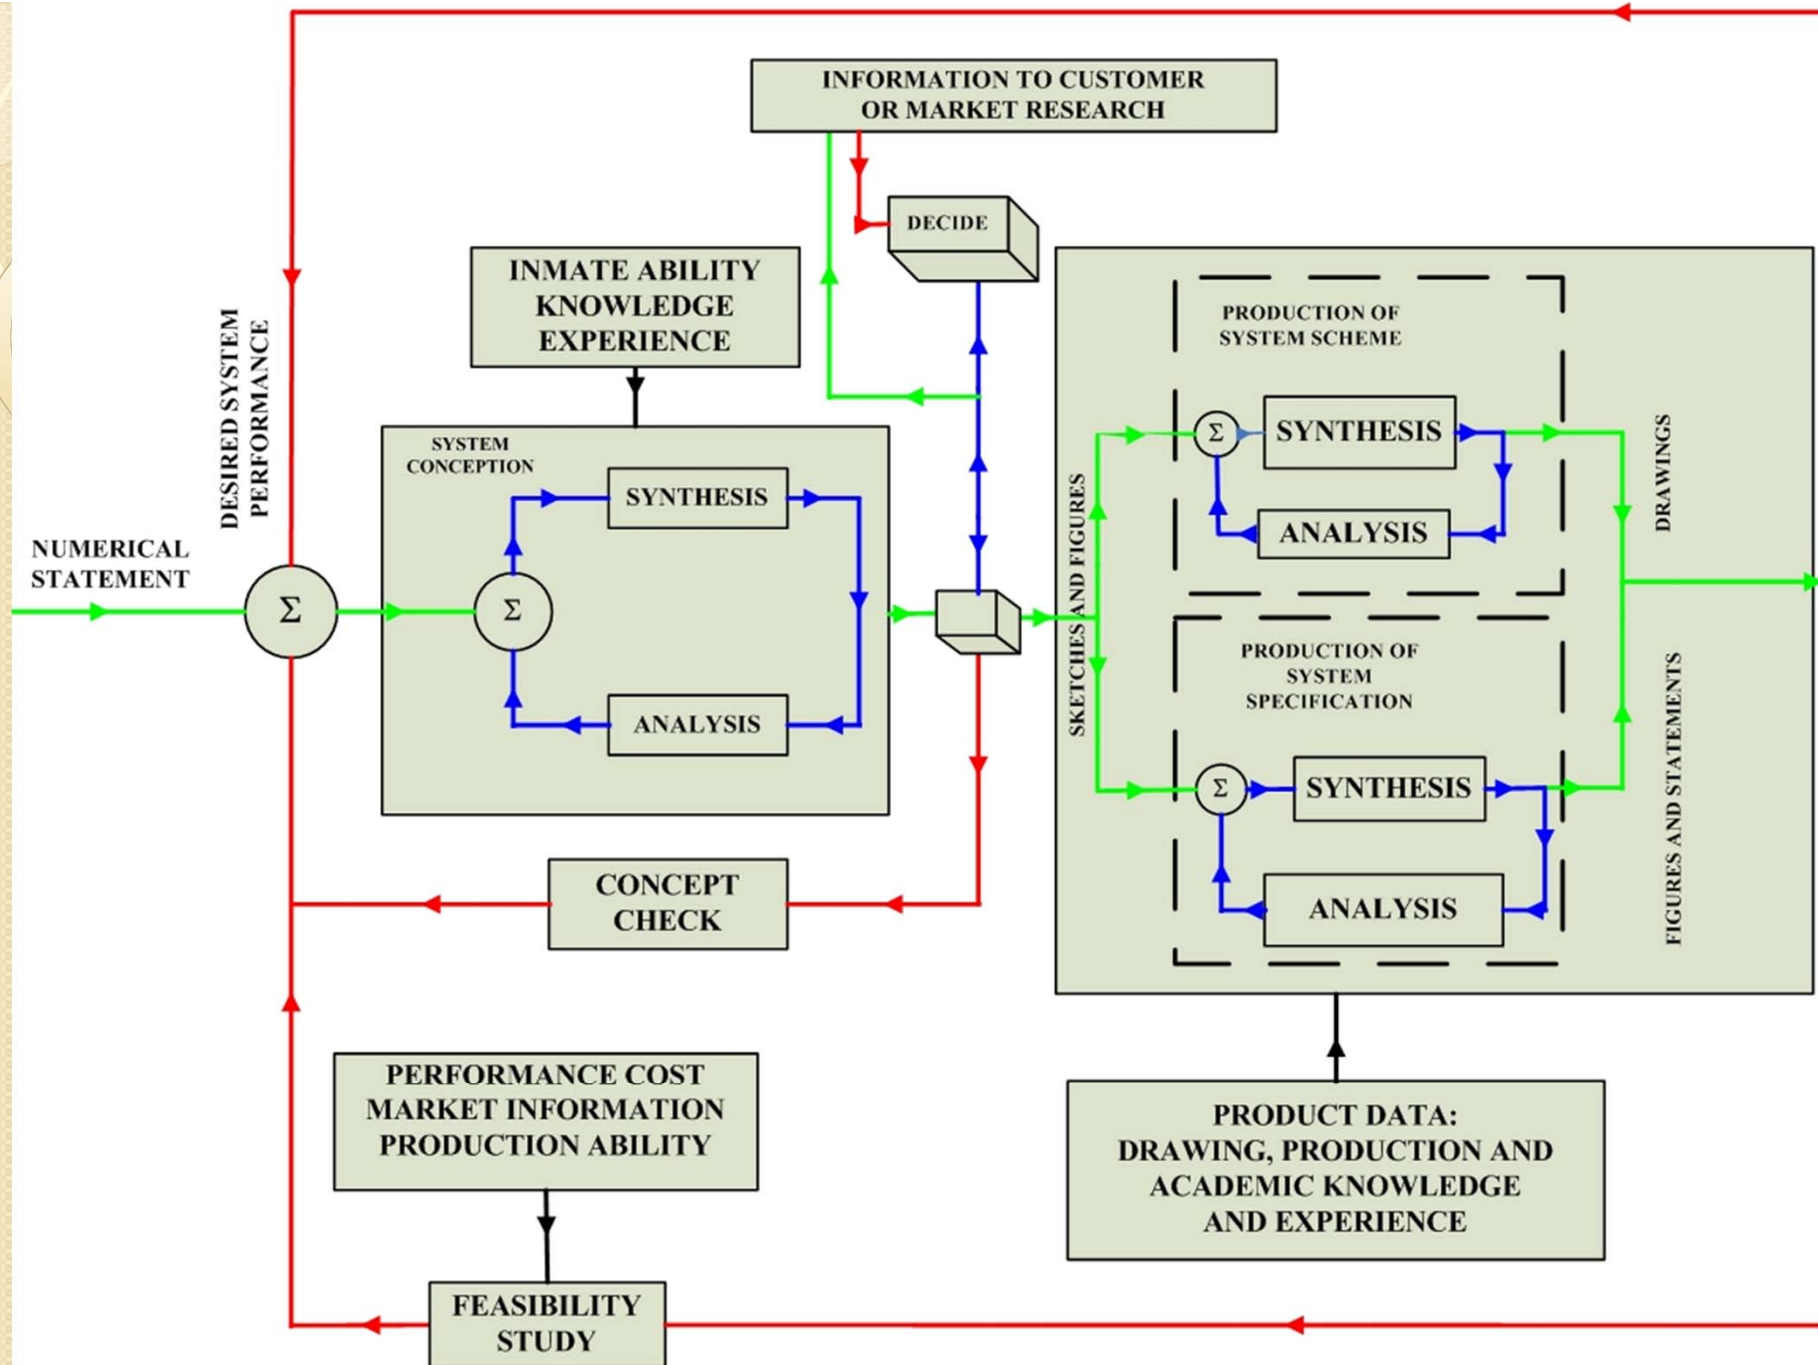 INFORMATION TO CUSTOMER
OR MARKET RESEARCH
DECIDE
INMATE ABILITY
KNOWLEDGE
EXPERIENCE
DESIRED SYSTEM
PERFORMANCE
NUMERICAL
STATEMENT
Σ
SYSTEM
CONCEPTION
SYNTHESIS
Σ
ANALYSIS
CONCEPT
CHECK
PERFORMANCE COST
MARKET INFORMATION
PRODUCTION ABILITY
FEASIBILITY
STUDY
SKETCHES AND FIGURES
PRODUCTION OF
SYSTEM SCHEME
Σ
SYNTHESIS
ANALYSIS
DRAWINGS
PRODUCTION OF
SYSTEM
SPECIFICATION
Σ
SYNTHESIS
ANALYSIS
FIGURES AND STATEMENTS
PRODUCT DATA:
DRAWING, PRODUCTION AND
ACADEMIC KNOWLEDGE
AND EXPERIENCE